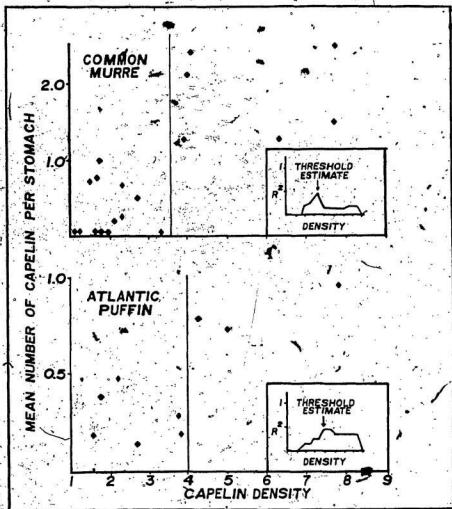 COMMON
MURRE
2.0
1.0
THRESHOLD
ESTIMATE
1
R²
DENSITY
MEAN NUMBER OF CAPELIN PER STOMACH
1.0
ATLANTIC
PUFFIN
0.5
THRESHOLD
ESTIMATE
1
R²
DENSITY
1 2 3 4 5 6 7 8 9
CAPELIN DENSITY